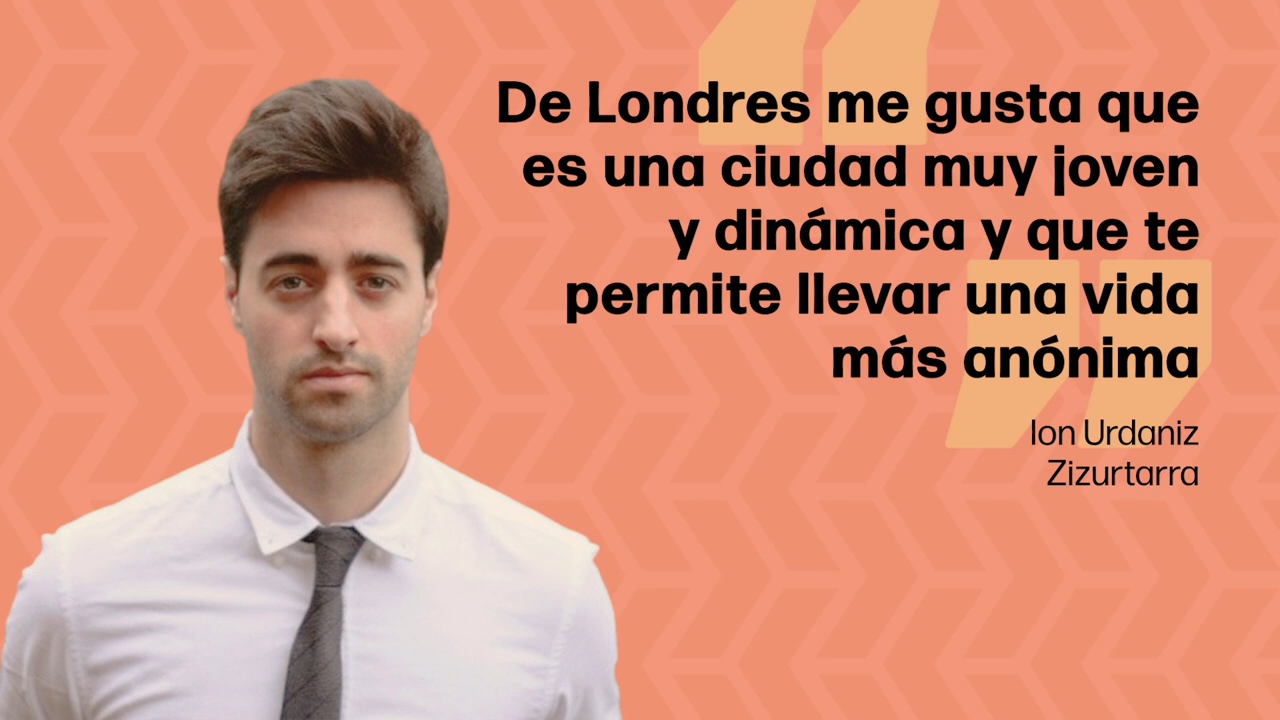 De Londres me gusta que
es una ciudad muy joven
y dinámica y que te
permite llevar una vida
más anónima
Ion Urdaniz
Zizurtarra